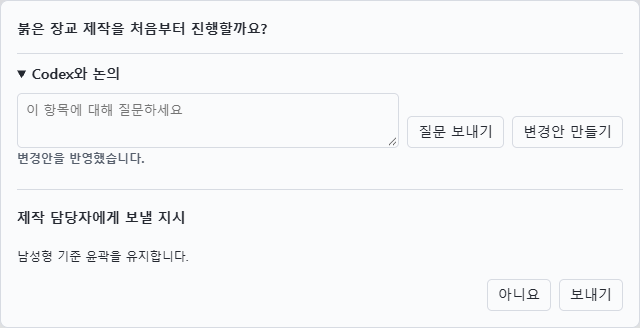 붉은 장교 제작을 처음부터 진행할까요?
▼ Codex와 논의
이 항목에 대해 질문하세요
질문 보내기
변경안 만들기
변경안을 반영했습니다.
제작 담당자에게 보낼 지시
남성형 기준 윤곽을 유지합니다.
아니요
보내기